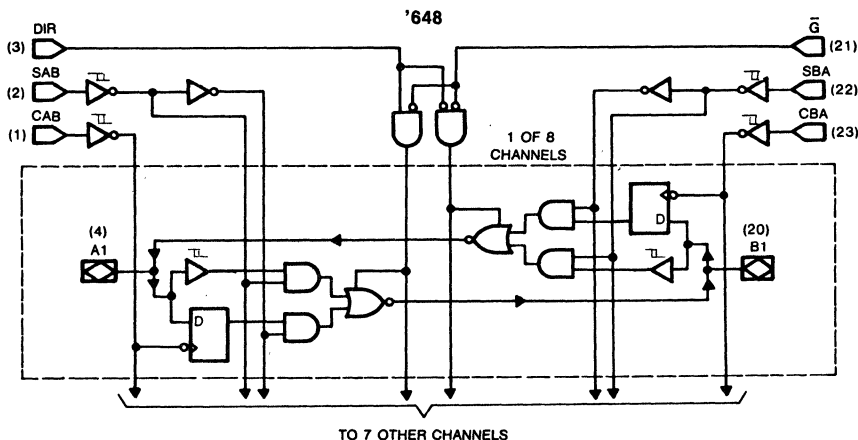 '648
DIR
(3)
G̅
(21)
SAB
(2)
SBA
(22)
CAB
(1)
CBA
(23)
1 OF 8
CHANNELS
D
(4)
A1
(20)
B1
D
TO 7 OTHER CHANNELS